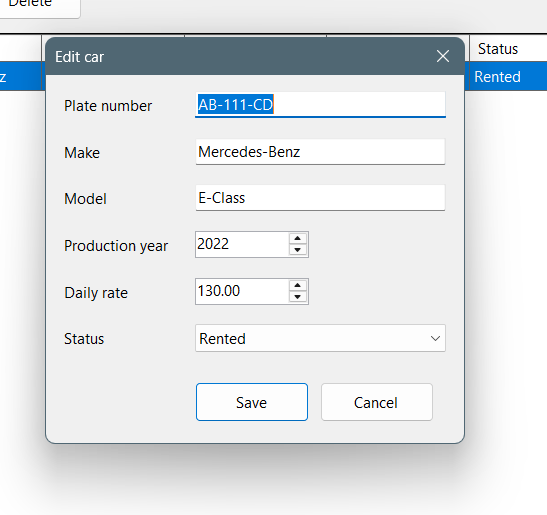 Delete
Status
z
Rented
Edit car
Plate number AB-111-CD
Make Mercedes-Benz
Model E-Class
Production year 2022
Daily rate 130.00
Status Rented
Save Cancel